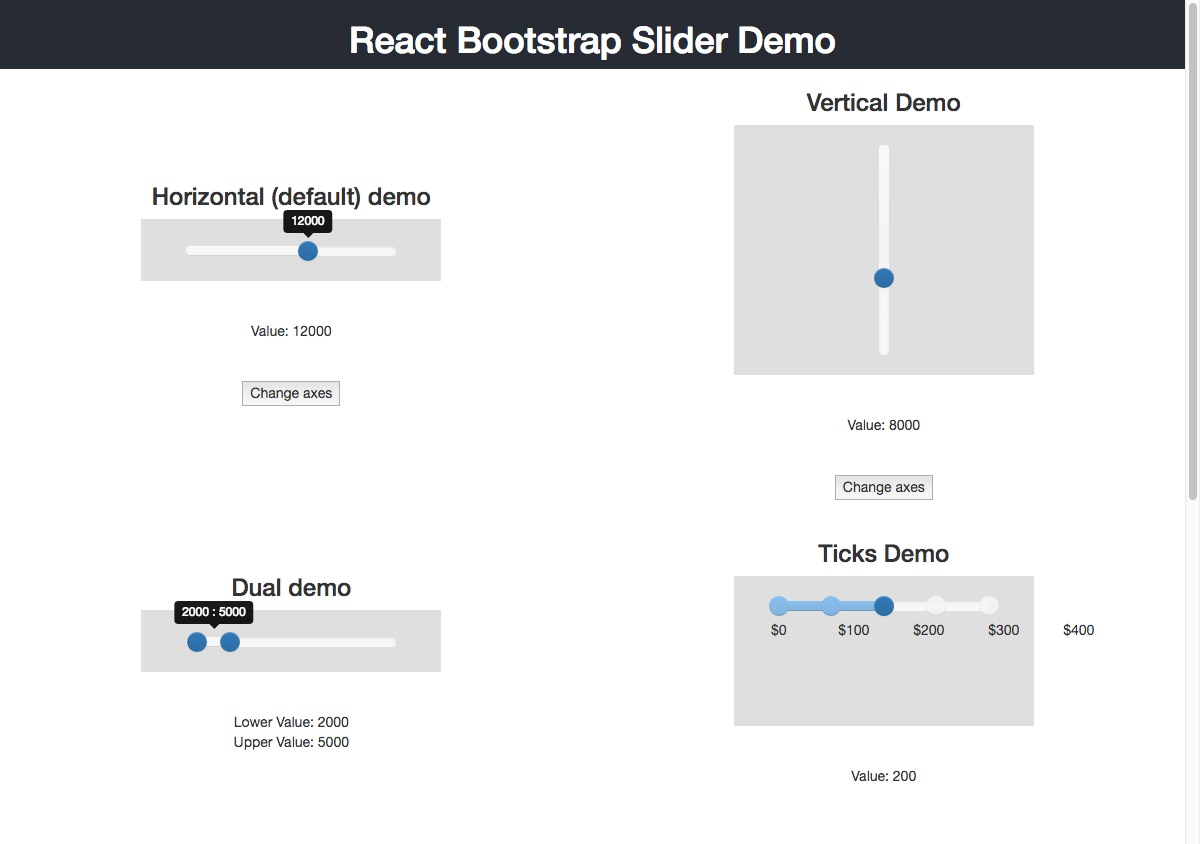 React Bootstrap Slider Demo
Horizontal (default) demo
12000
Value: 12000
Change axes
Vertical Demo
Value: 8000
Change axes
Dual demo
2000 : 5000
Lower Value: 2000
Upper Value: 5000
Ticks Demo
$0 $100 $200 $300 $400
Value: 200